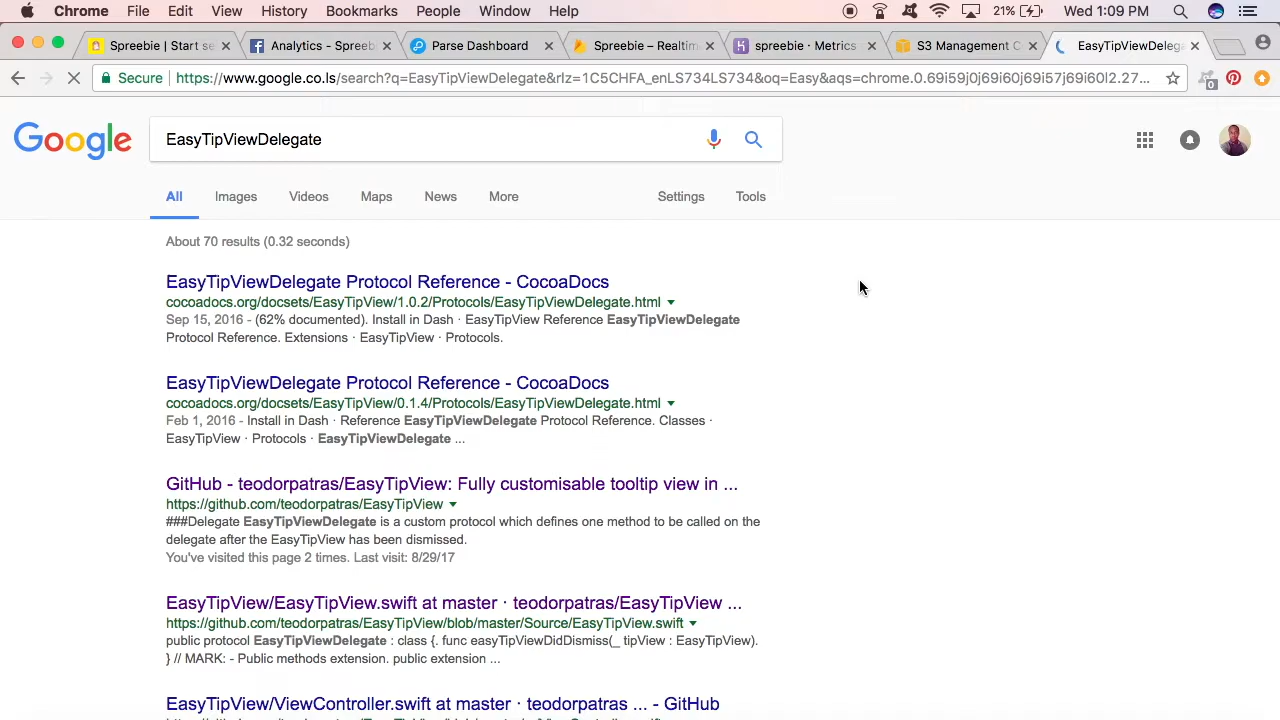 Chrome File Edit View History Bookmarks People Window Help 21% Wed 1:09 PM
Spreebie | Start se Analytics - Spreeb Parse Dashboard Spreebie – Realtim spreebie · Metrics S3 Management C EasyTipViewDeleg
Secure https://www.google.co.ls/search?q=EasyTipViewDelegate&rlz=1C5CHFA_enLS734LS734&oq=Easy&aqs=chrome.0.69i59j0j69i60j69i57j69i60l2.27... 0
Google EasyTipViewDelegate
All Images Videos Maps News More Settings Tools
About 70 results (0.32 seconds)
EasyTipViewDelegate Protocol Reference - CocoaDocs
cocoadocs.org/docsets/EasyTipView/1.0.2/Protocols/EasyTipViewDelegate.html
Sep 15, 2016 - (62% documented). Install in Dash · EasyTipView Reference EasyTipViewDelegate
Protocol Reference. Extensions · EasyTipView · Protocols.
EasyTipViewDelegate Protocol Reference - CocoaDocs
cocoadocs.org/docsets/EasyTipView/0.1.4/Protocols/EasyTipViewDelegate.html
Feb 1, 2016 - Install in Dash · Reference EasyTipViewDelegate Protocol Reference. Classes ·
EasyTipView · Protocols · EasyTipViewDelegate ...
GitHub - teodorpatras/EasyTipView: Fully customisable tooltip view in ...
https://github.com/teodorpatras/EasyTipView
###Delegate EasyTipViewDelegate is a custom protocol which defines one method to be called on the
delegate after the EasyTipView has been dismissed.
You've visited this page 2 times. Last visit: 8/29/17
EasyTipView/EasyTipView.swift at master · teodorpatras/EasyTipView ...
https://github.com/teodorpatras/EasyTipView/blob/master/Source/EasyTipView.swift
public protocol EasyTipViewDelegate : class {. func easyTipViewDidDismiss(_ tipView : EasyTipView).
} // MARK: - Public methods extension. public extension ...
EasyTipView/ViewController.swift at master · teodorpatras ... - GitHub